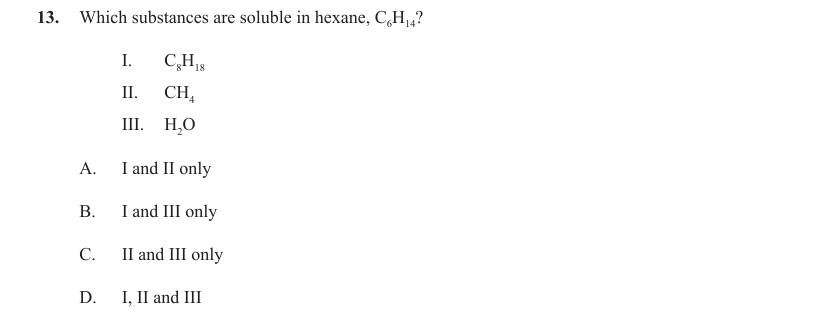 13. Which substances are soluble in hexane, C₆H₁₄?
I. C₈H₁₈
II. CH₄
III. H₂O
A. I and II only
B. I and III only
C. II and III only
D. I, II and III